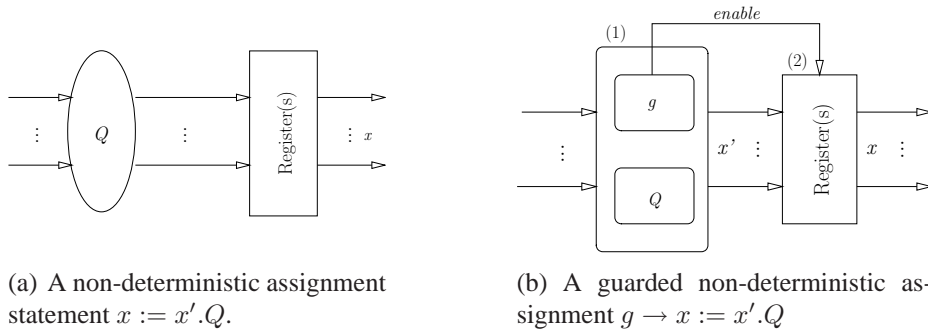 Q
⋮
⋮
Register(s)
⋮ x
enable
(1)
(2)
g
⋮
x' ⋮
Register(s)
x ⋮
Q
(a) A non-deterministic assignment
statement x := x′.Q.
(b) A guarded non-deterministic as-
signment g → x := x′.Q